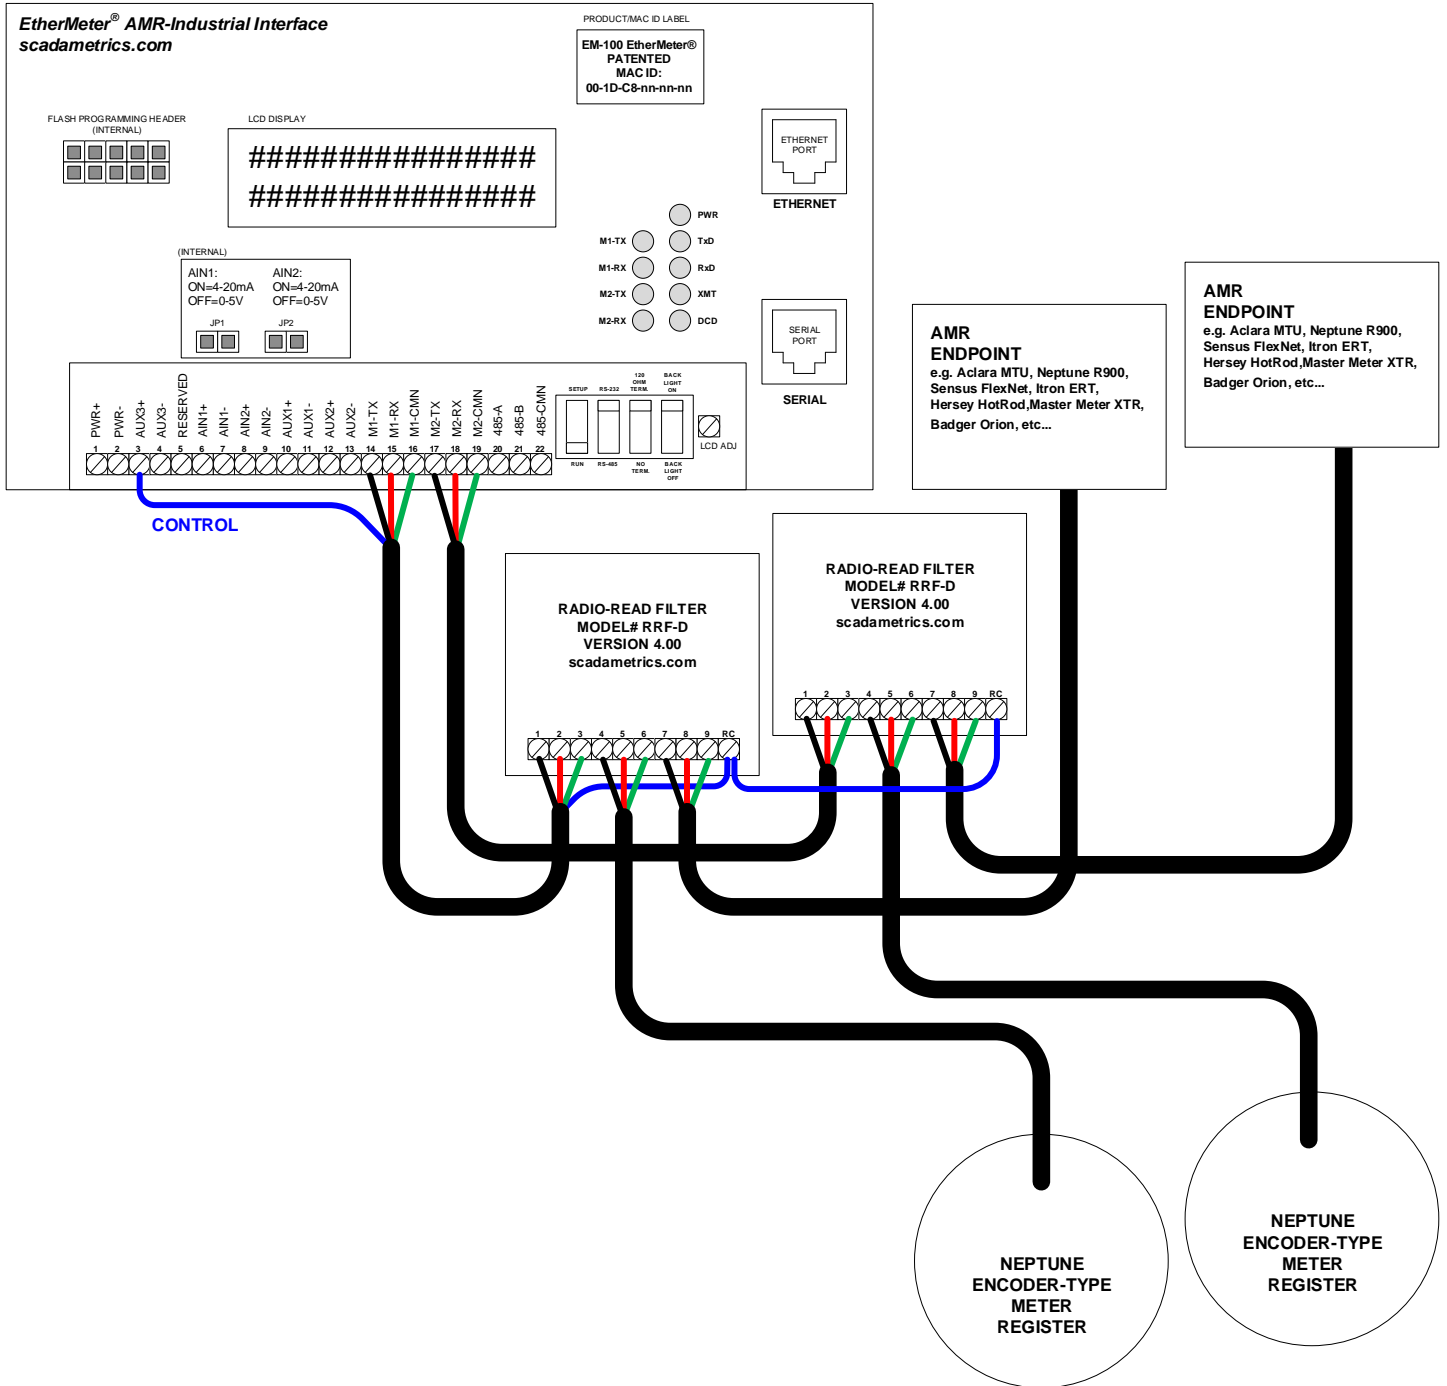 EtherMeter® AMR-Industrial Interface
scadametrics.com
PRODUCT/MAC ID LABEL
EM-100 EtherMeter®
PATENTED
MAC ID:
00-1D-C8-nn-nn-nn
FLASH PROGRAMMING HEADER
(INTERNAL)
LCD DISPLAY
################
################
ETHERNET
PORT
ETHERNET
PWR
M1-TX
TxD
M1-RX
RxD
M2-TX
XMT
M2-RX
DCD
(INTERNAL)
AIN1:
ON=4-20mA
OFF=0-5V
AIN2:
ON=4-20mA
OFF=0-5V
JP1
JP2
SERIAL
PORT
SERIAL
PWR+
PWR-
AUX3+
AUX3-
RESERVED
AIN1+
AIN1-
AIN2+
AIN2-
AUX1+
AUX1-
AUX2+
AUX2-
M1-TX
M1-RX
M1-CMN
M2-TX
M2-RX
M2-CMN
485-A
485-B
485-CMN
1 2 3 4 5 6 7 8 9 10 11 12 13 14 15 16 17 18 19 20 21 22
SETUP
RS-232
120
OHM
TERM.
BACK
LIGHT
ON
RUN
RS-485
NO
TERM.
BACK
LIGHT
OFF
LCD ADJ
CONTROL
AMR
ENDPOINT
e.g. Aclara MTU, Neptune R900,
Sensus FlexNet, Itron ERT,
Hersey HotRod,Master Meter XTR,
Badger Orion, etc...
AMR
ENDPOINT
e.g. Aclara MTU, Neptune R900,
Sensus FlexNet, Itron ERT,
Hersey HotRod,Master Meter XTR,
Badger Orion, etc...
RADIO-READ FILTER
MODEL# RRF-D
VERSION 4.00
scadametrics.com
1 2 3 4 5 6 7 8 9 RC
RADIO-READ FILTER
MODEL# RRF-D
VERSION 4.00
scadametrics.com
1 2 3 4 5 6 7 8 9 RC
NEPTUNE
ENCODER-TYPE
METER
REGISTER
NEPTUNE
ENCODER-TYPE
METER
REGISTER